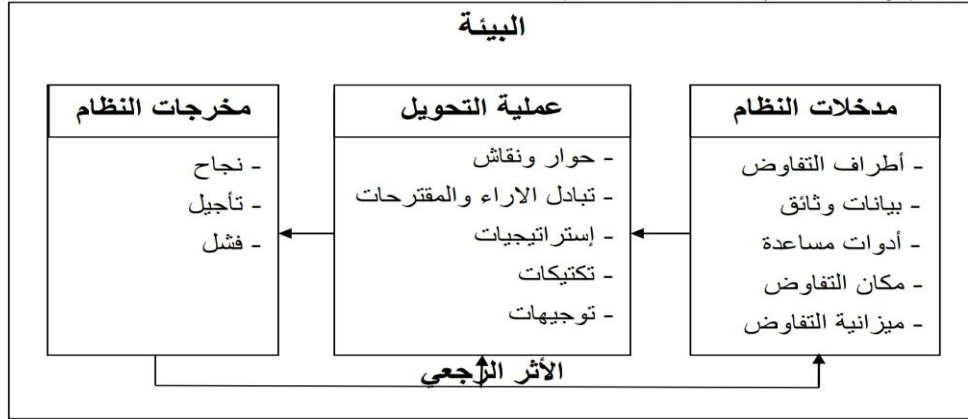 البيئة
مدخلات النظام
- أطراف التفاوض
- بيانات وثائق
- أدوات مساعدة
- مكان التفاوض
- ميزانية التفاوض
عملية التحويل
- حوار ونقاش
- تبادل الاراء والمقترحات
- إستراتيجيات
- تكتيكات
- توجيهات
مخرجات النظام
- نجاح
- تأجيل
- فشل
الأثر الرجعي